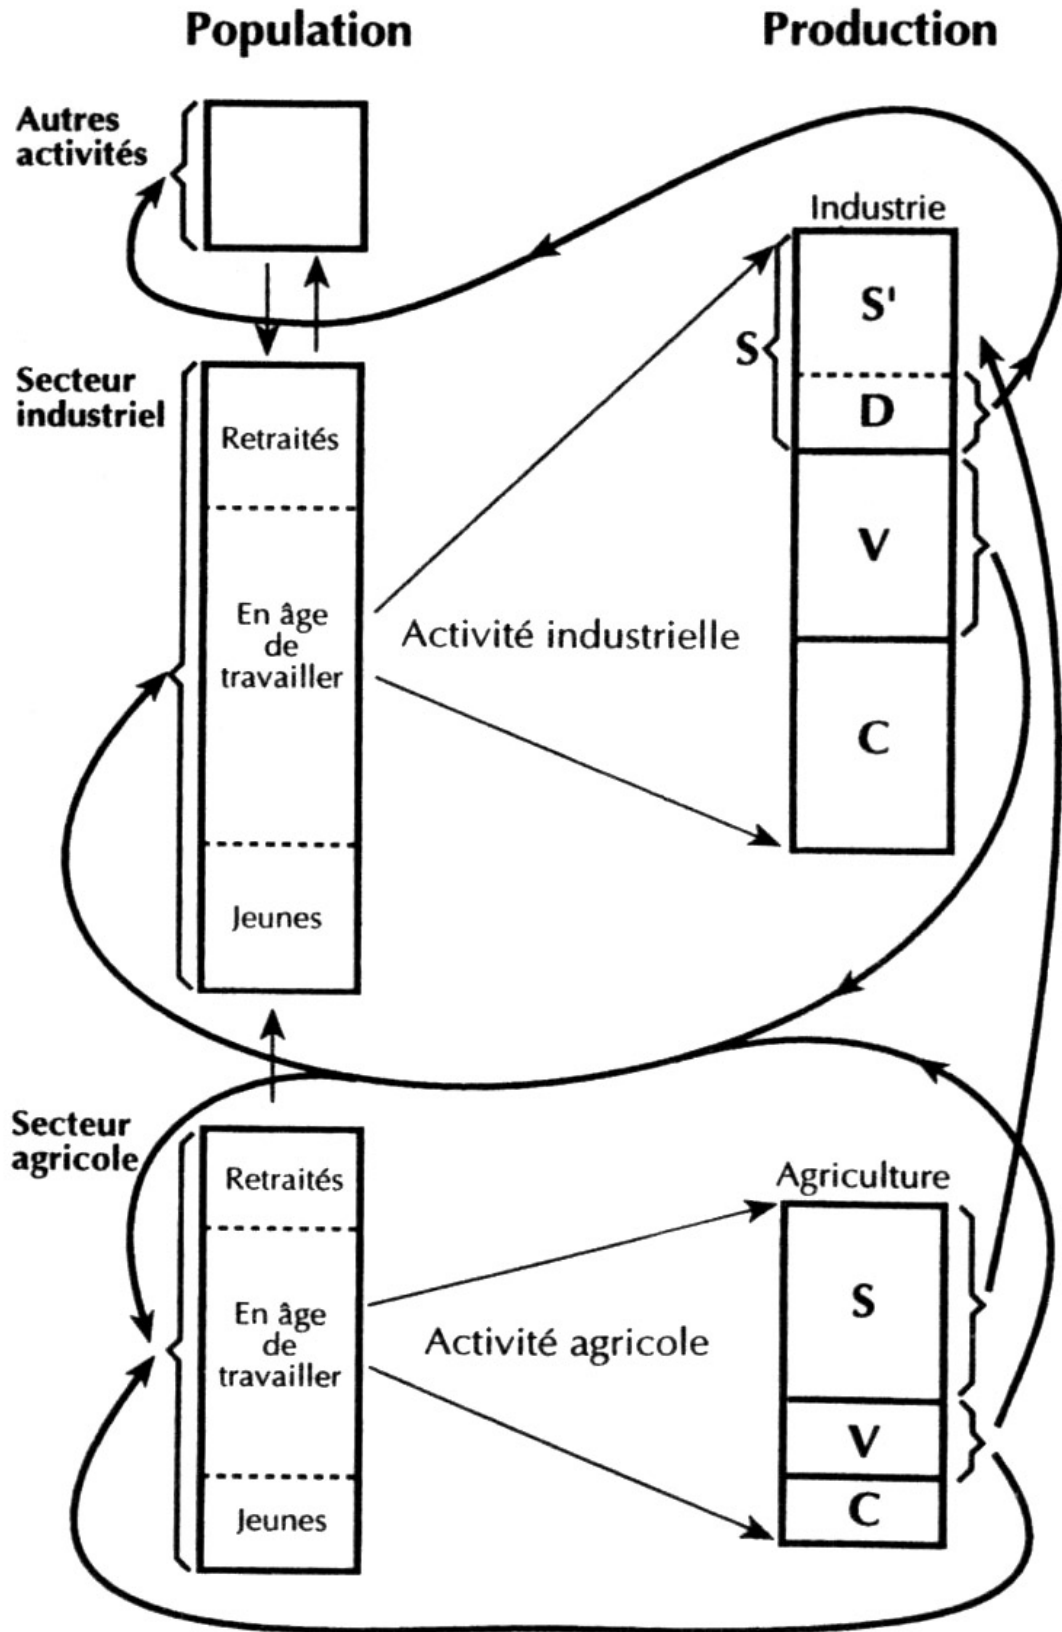 Population
Production
Autres
activités
Industrie
S'
S
D
Secteur
industriel
Retraités
V
En âge
de
travailler
Activité industrielle
C
Jeunes
Secteur
agricole
Retraités
Agriculture
S
En âge
de
travailler
Activité agricole
V
C
Jeunes